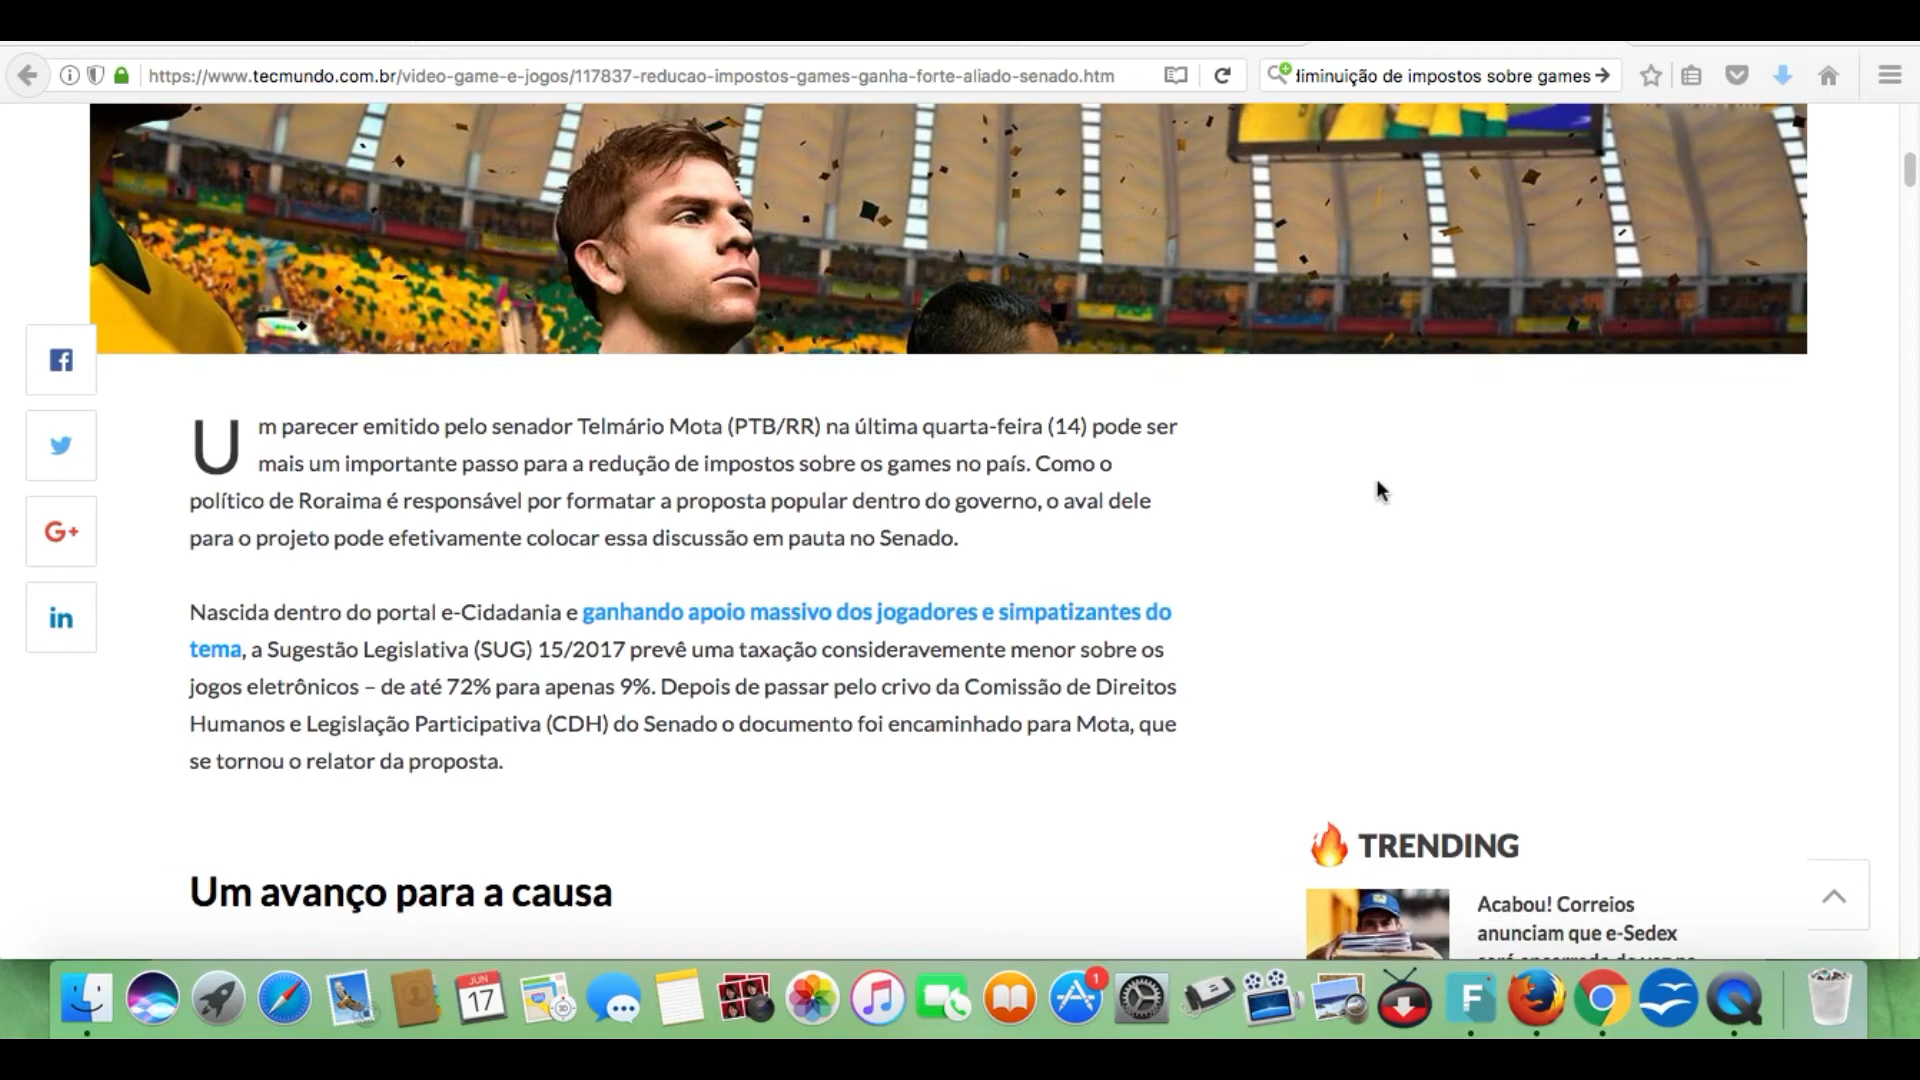 https://www.tecmundo.com.br/video-game-e-jogos/117837-reducao-impostos-games-ganha-forte-aliado-senado.htm
diminuição de impostos sobre games
Um parecer emitido pelo senador Telmário Mota (PTB/RR) na última quarta-feira (14) pode ser
mais um importante passo para a redução de impostos sobre os games no país. Como o
político de Roraima é responsável por formatar a proposta popular dentro do governo, o aval dele
para o projeto pode efetivamente colocar essa discussão em pauta no Senado.
Nascida dentro do portal e-Cidadania e ganhando apoio massivo dos jogadores e simpatizantes do
tema, a Sugestão Legislativa (SUG) 15/2017 prevê uma taxação consideravemente menor sobre os
jogos eletrônicos – de até 72% para apenas 9%. Depois de passar pelo crivo da Comissão de Direitos
Humanos e Legislação Participativa (CDH) do Senado o documento foi encaminhado para Mota, que
se tornou o relator da proposta.
Um avanço para a causa
TRENDING
Acabou! Correios
anunciam que e-Sedex
G+
in
JUN
17
1
F